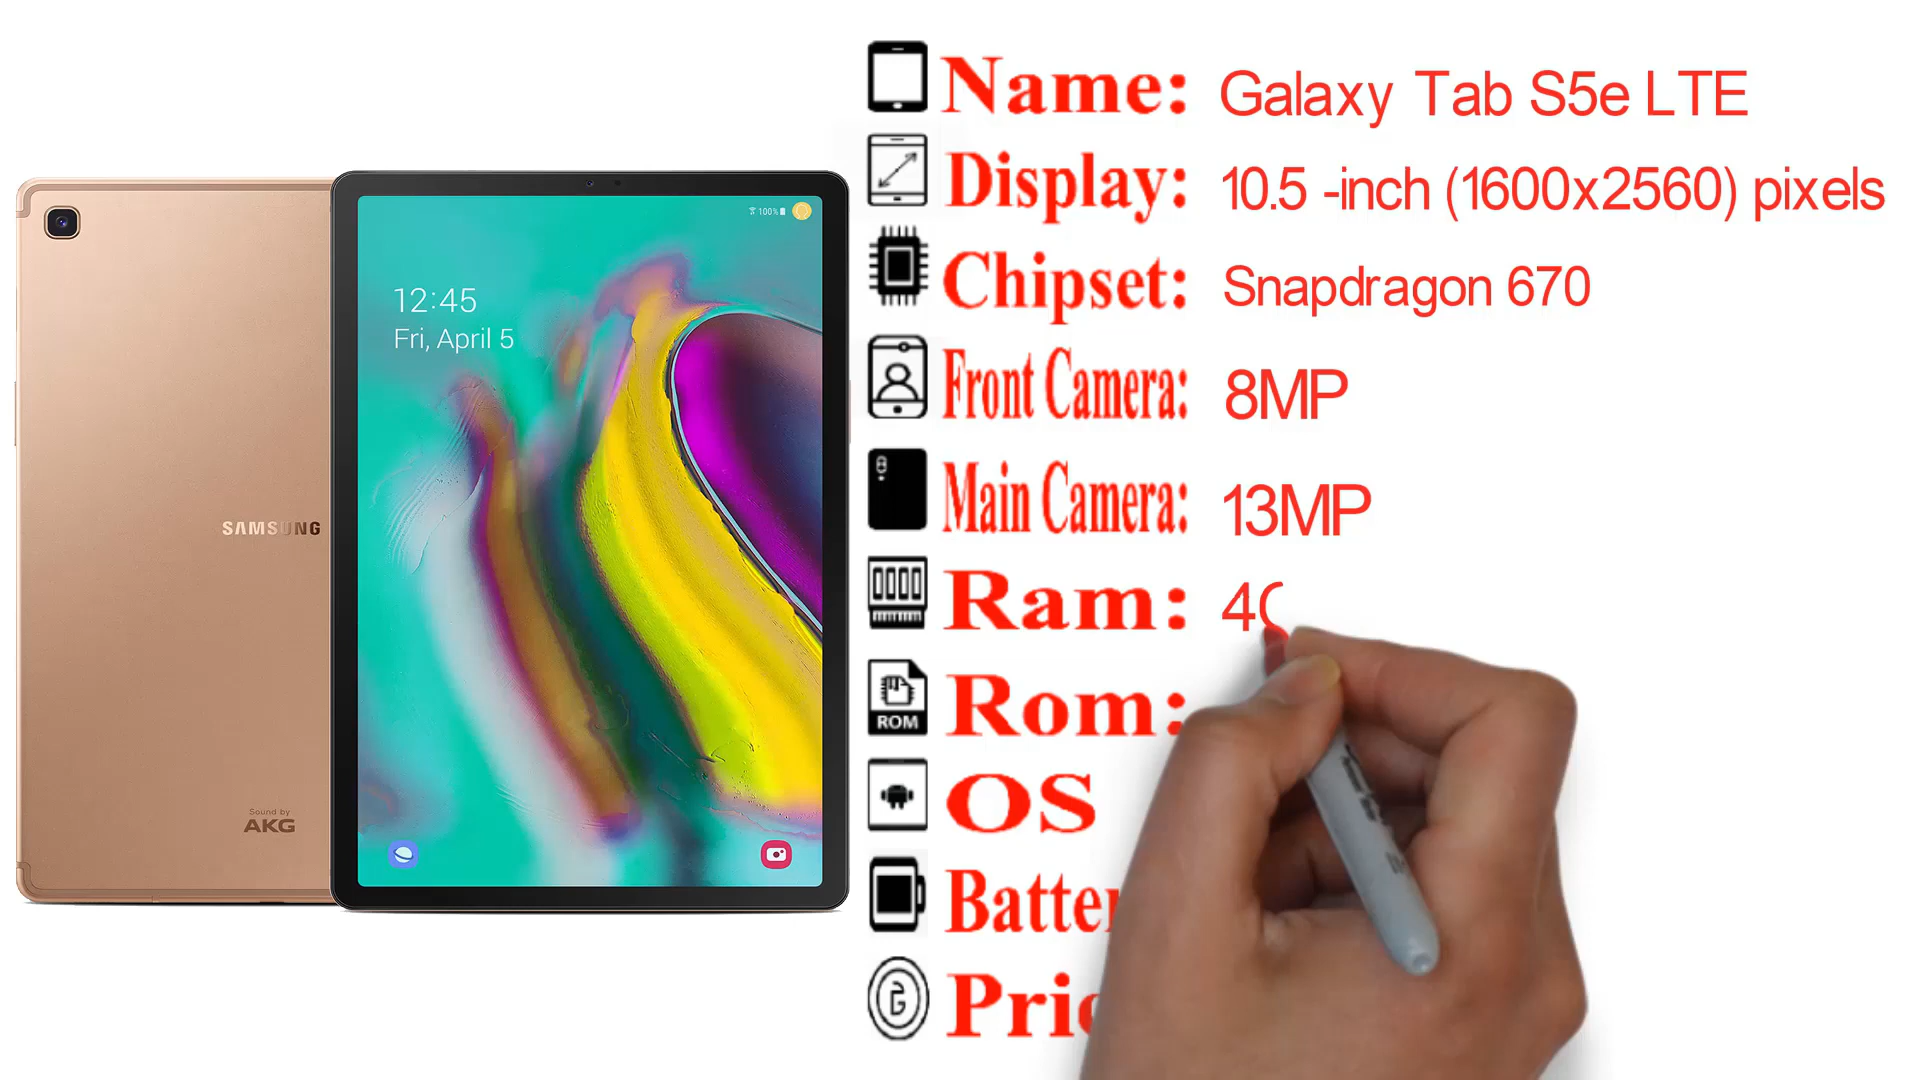 SAMSUNG
Sound by
AKG
100%
12:45
Fri, April 5
Name: Galaxy Tab S5e LTE
Display: 10.5 -inch (1600x2560) pixels
Chipset: Snapdragon 670
Front Camera: 8MP
Main Camera: 13MP
Ram: 4
ROM
Rom:
OS